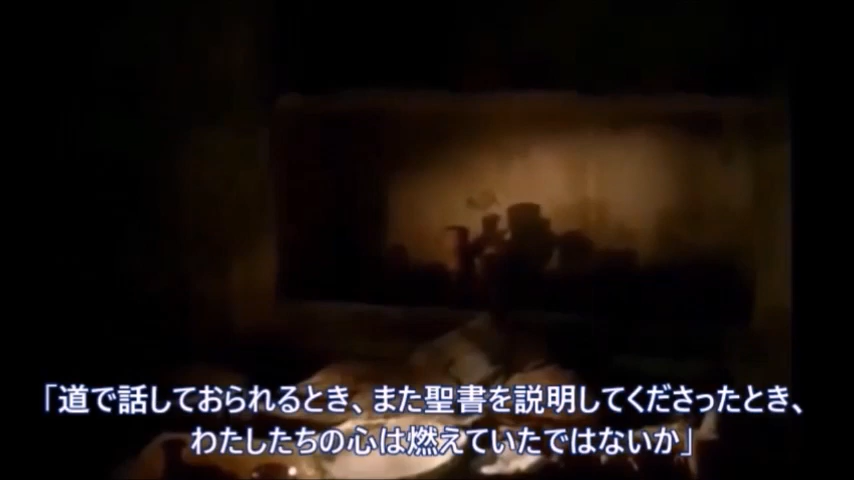 「道で話しておられるとき、また聖書を説明してくださったとき、
わたしたちの心は燃えていたではないか」